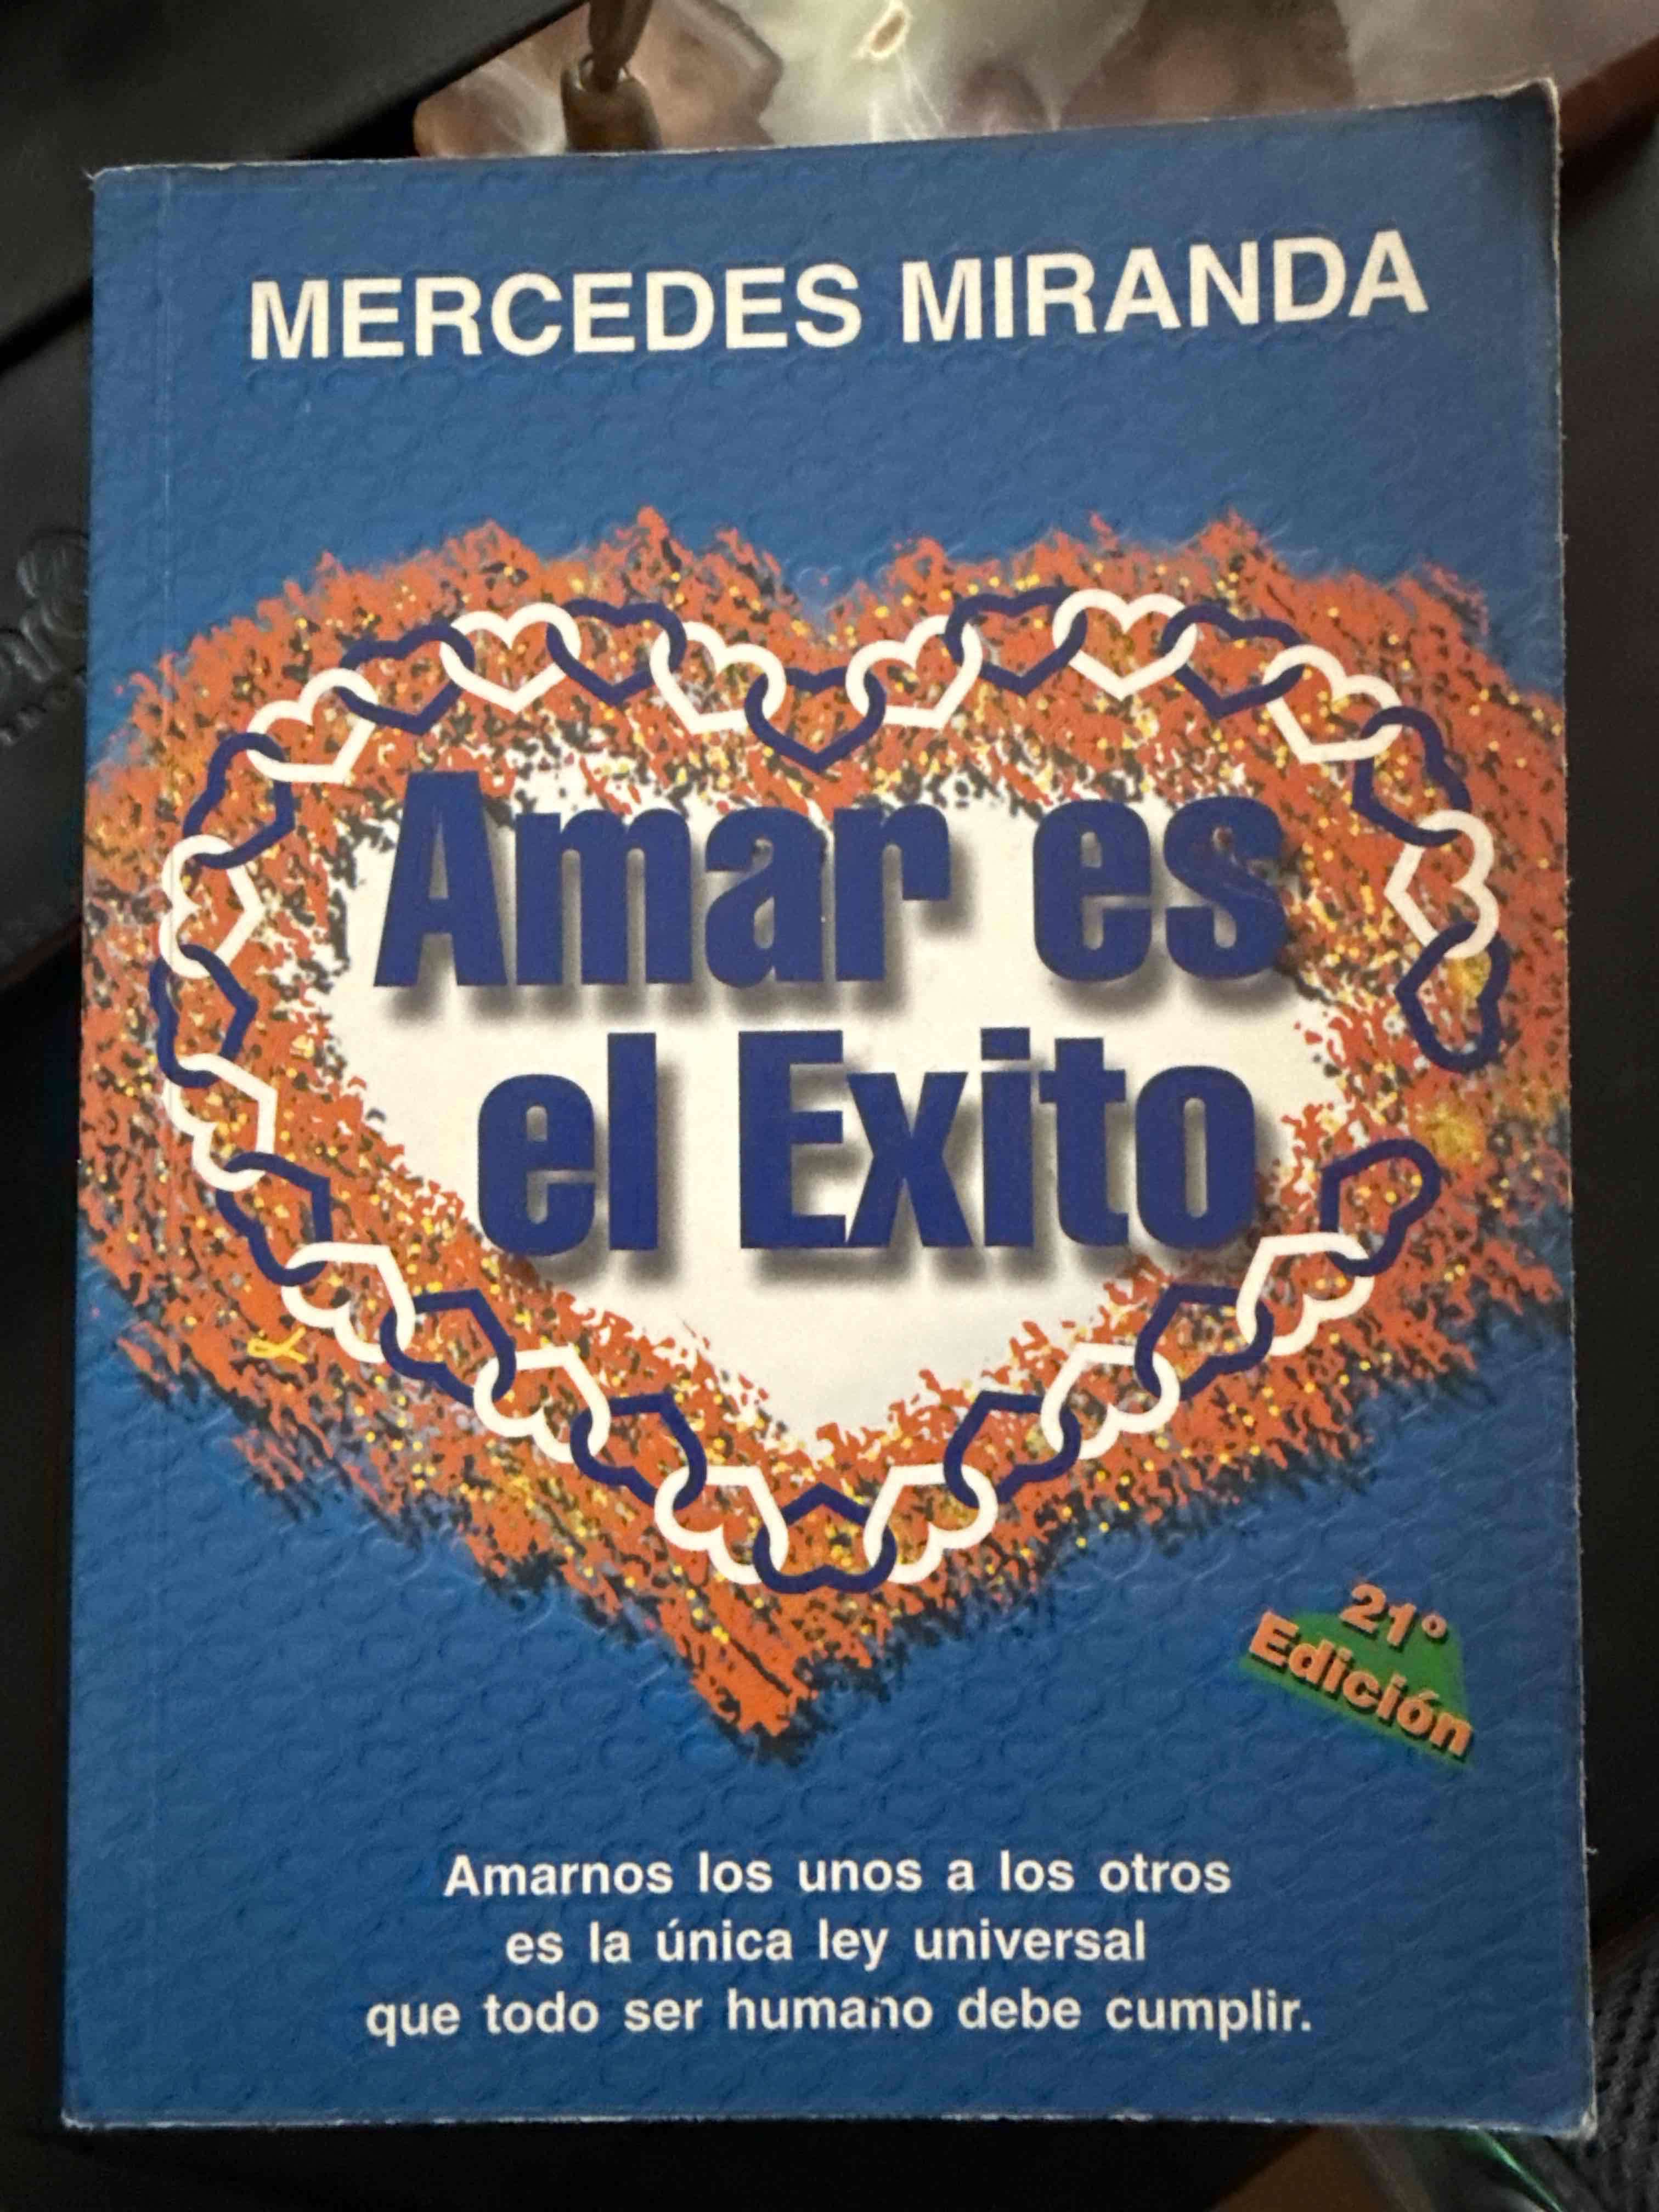 MERCEDES MIRANDA
Amar es
el Exito
21º
Edición
Amarnos los unos a los otros
es la única ley universal
que todo ser humano debe cumplir.